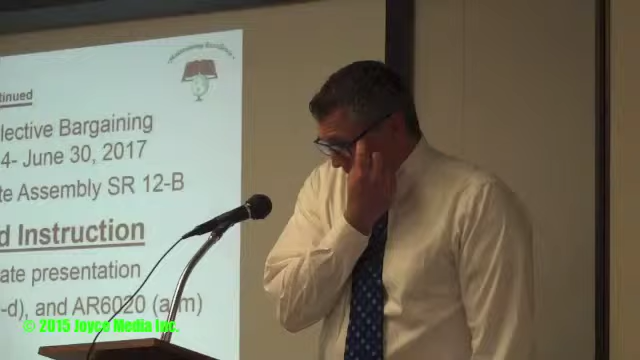 ntinued
llective Bargaining
4- June 30, 2017
te Assembly SR 12-B
d Instruction
ate presentation
-d), and AR6020 (a m)
© 2015 Joyce Media Inc.